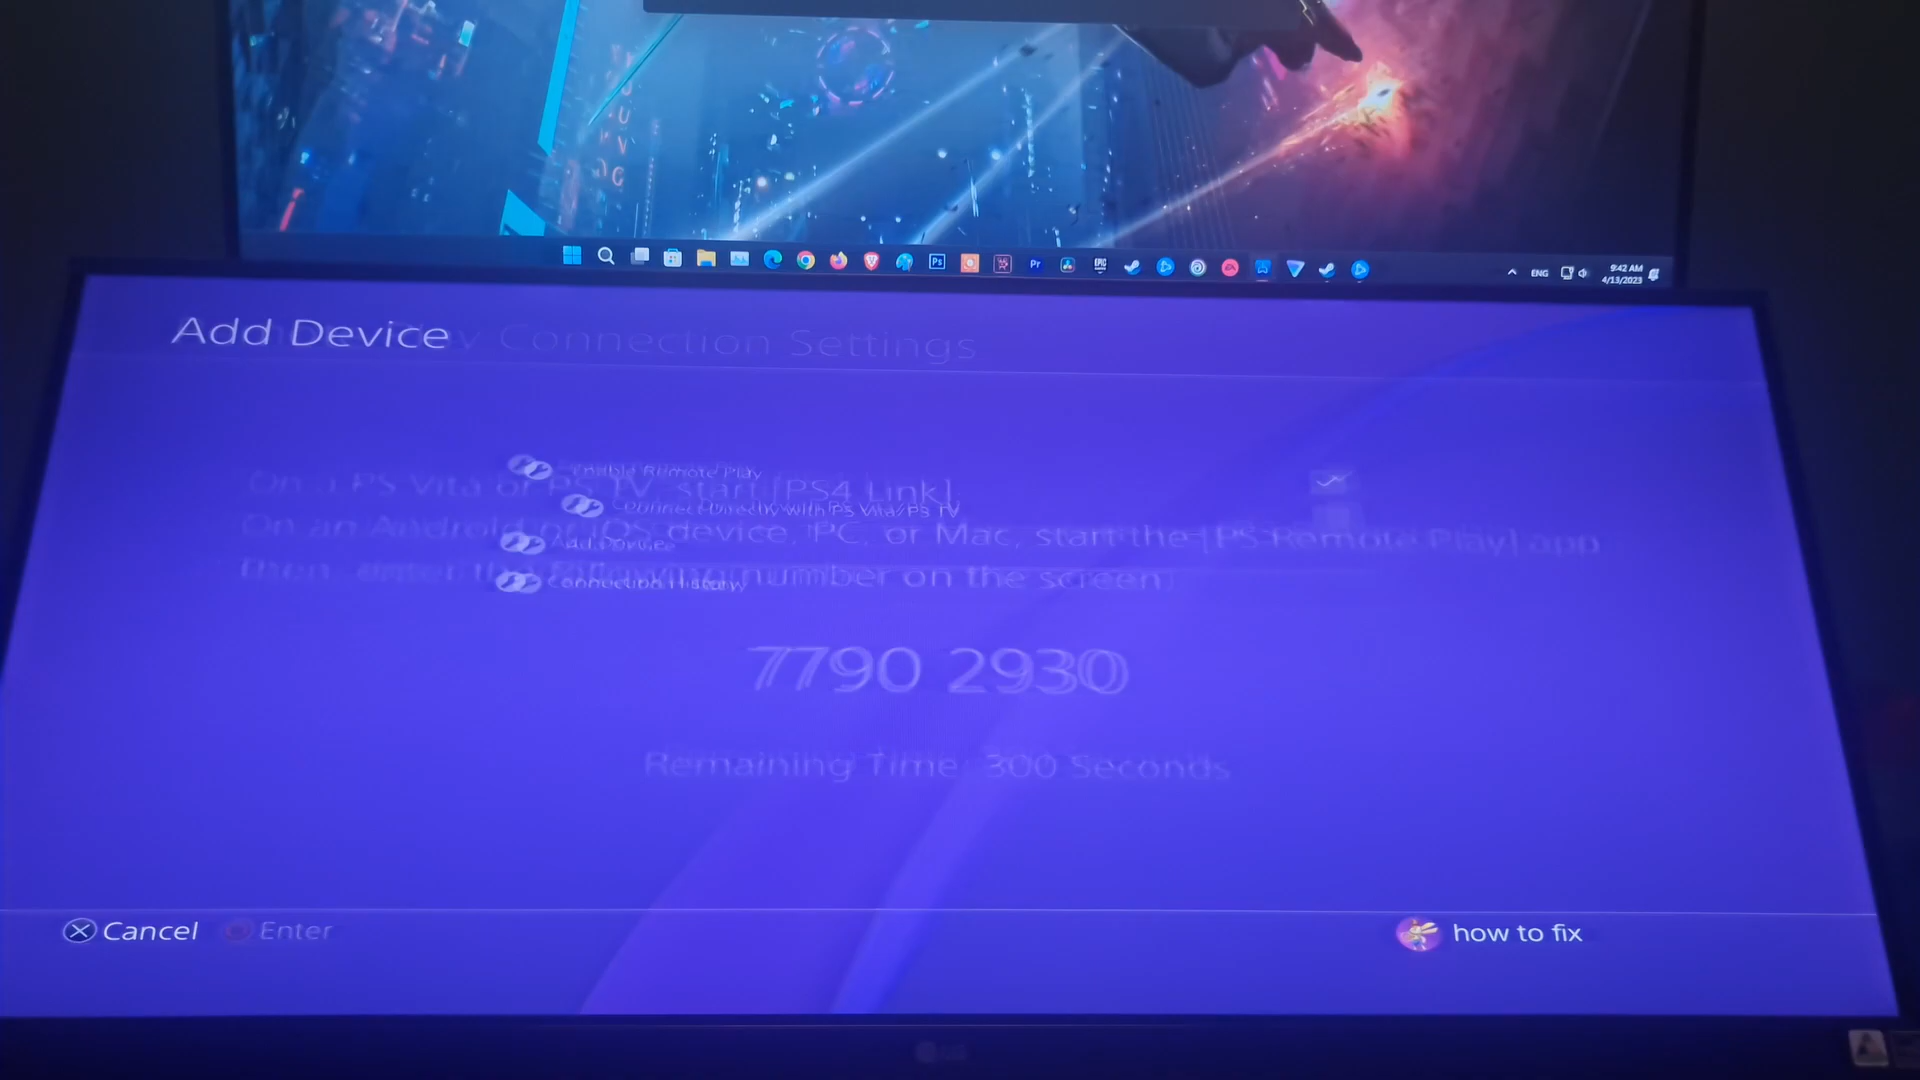 Ps
Pr
EPIC
ENG
9:42 AM
4/13/2023
Add Device
Connection Settings
Enable Remote Play
On a PS Vita or PS TV, start [PS4 Link].
Connect Directly with PS Vita/PS TV
On an Android or iOS device, PC, or Mac, start the [PS Remote Play] app
Add Device
then, enter the following number on the screen.
Connection History
7790 2930
Remaining Time: 300 Seconds
Cancel
Enter
how to fix